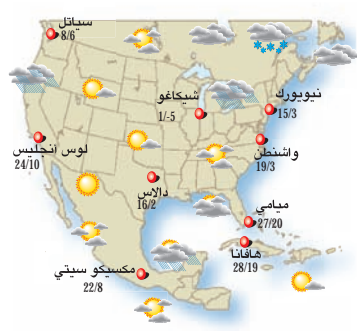 سياتل
8/6
نيويورك
15/3
شيكاغو
1/-5
واشنطن
19/3
لوس انجليس
24/10
دالاس
16/2
ميامي
27/20
هافانا
28/19
مكسيكو سيتي
22/8